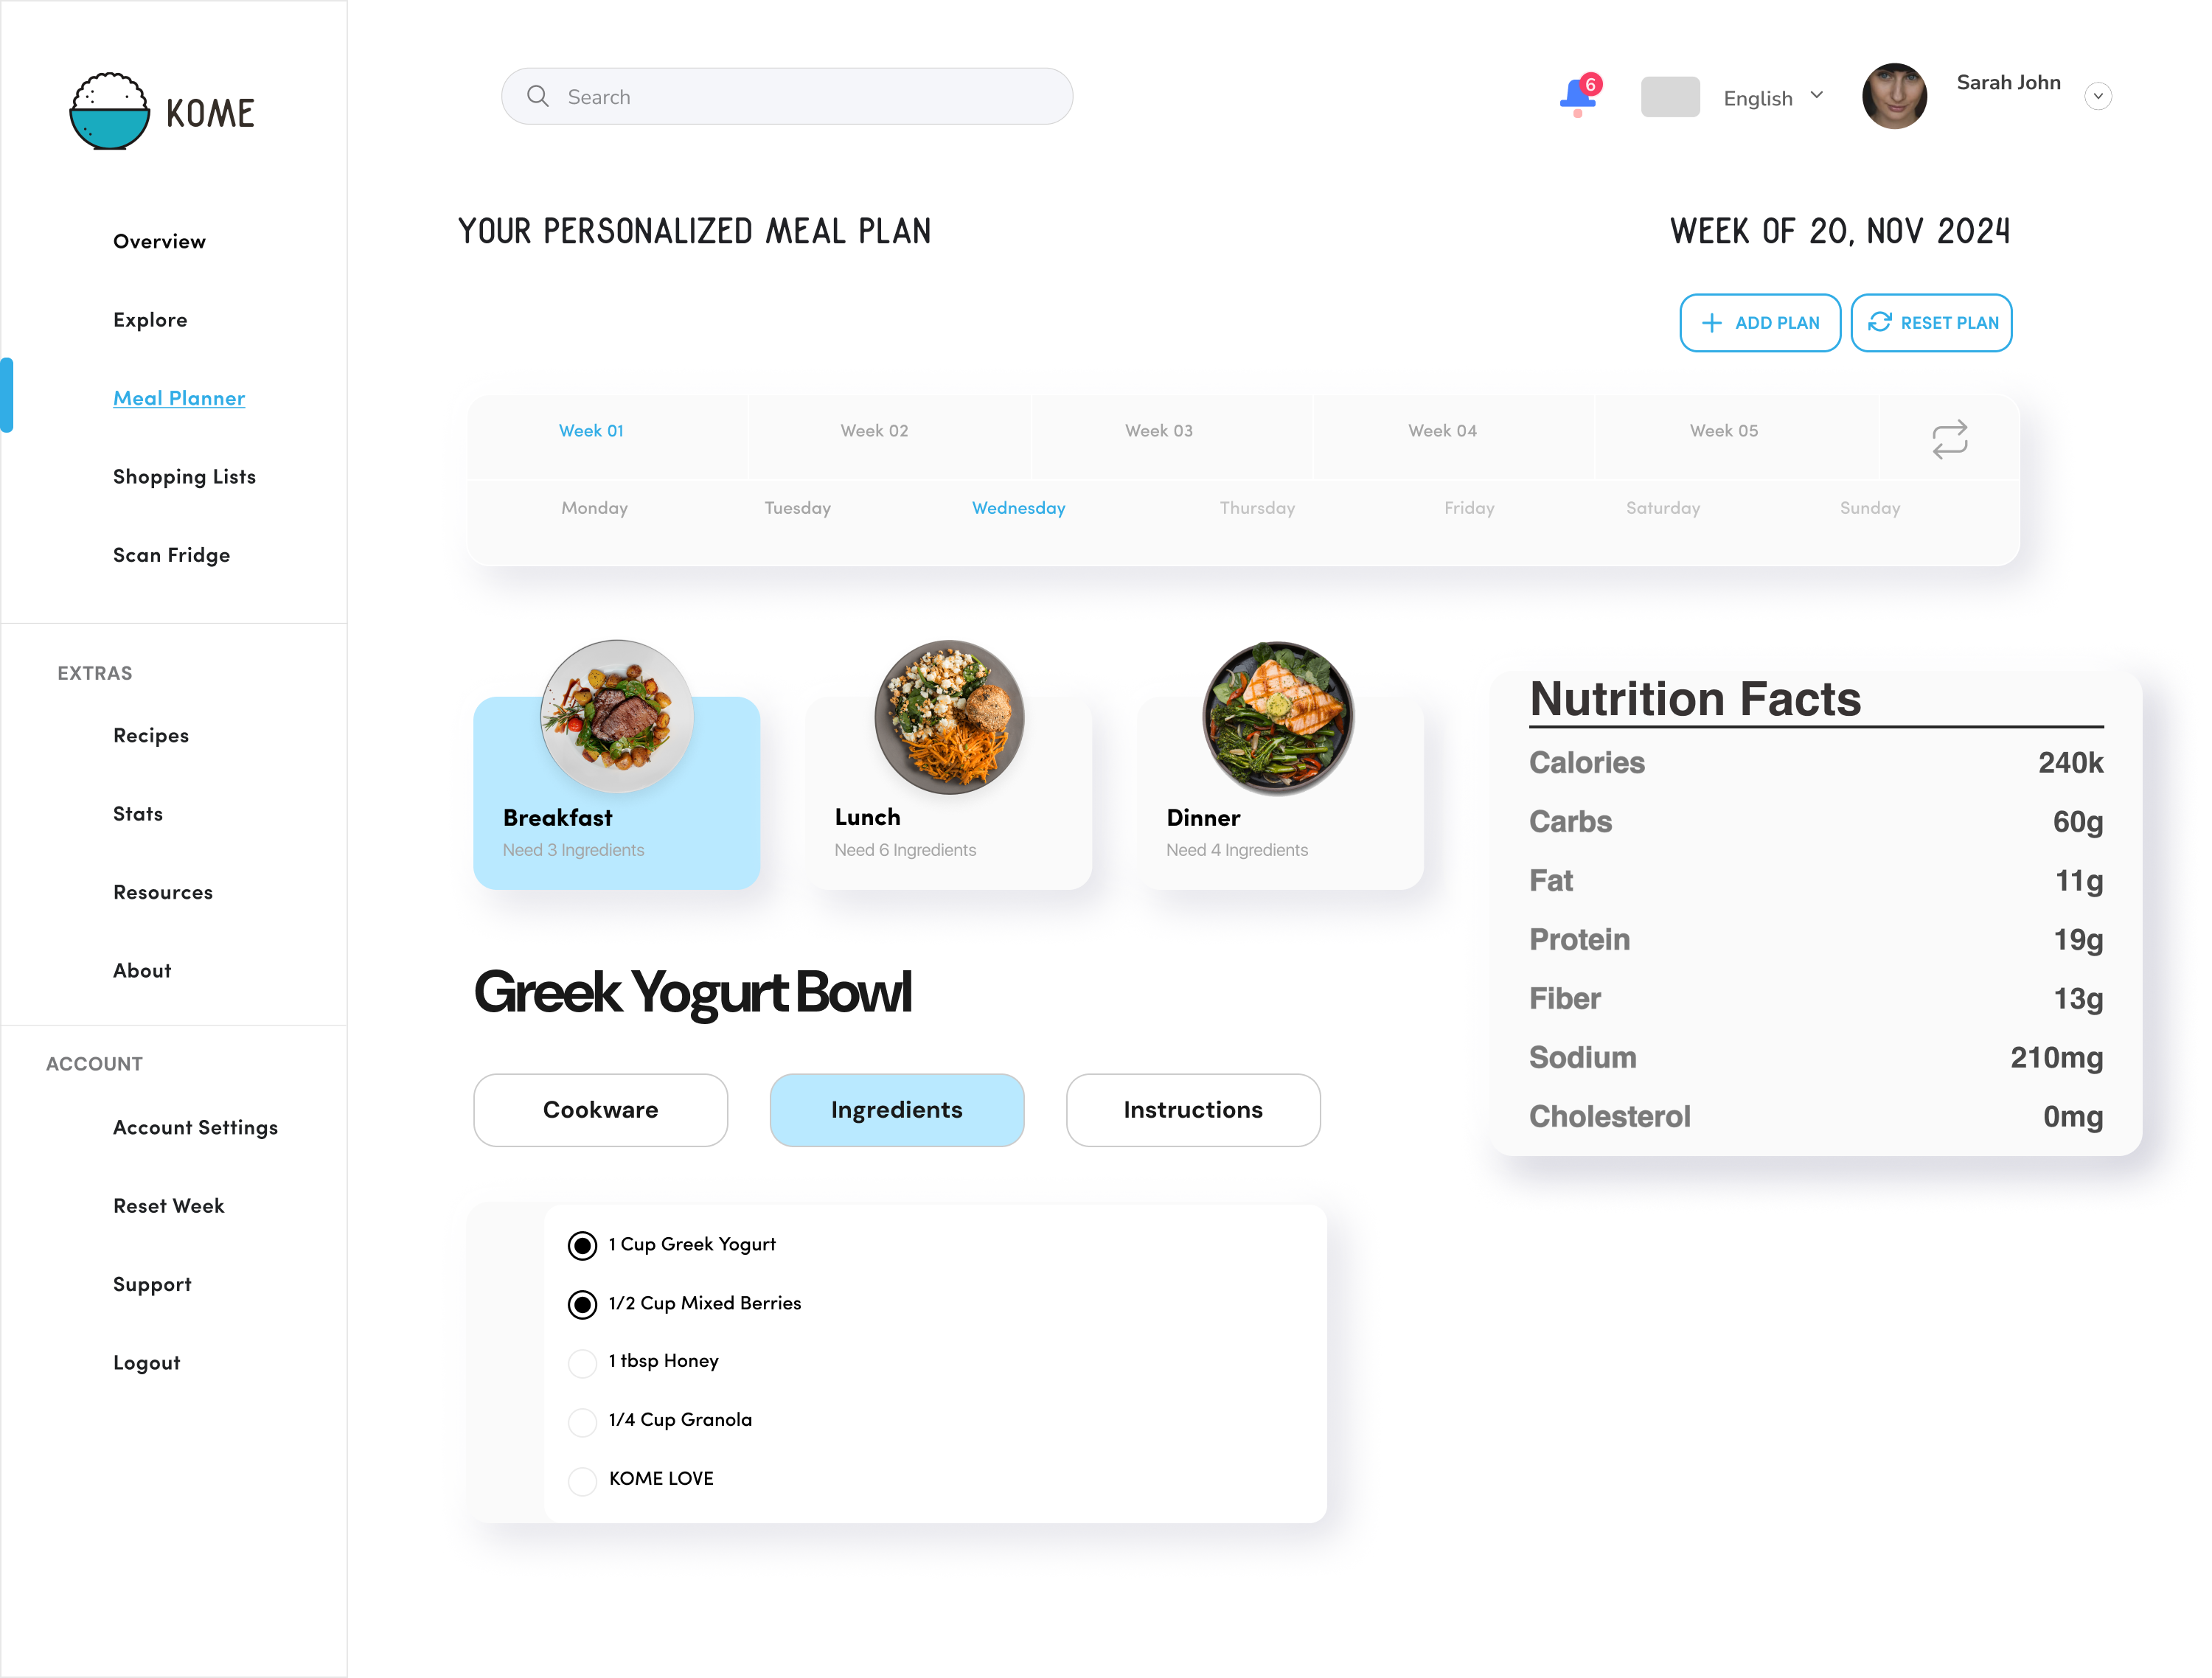 KOME
Search
6
English
Sarah John
Overview
Explore
Meal Planner
Shopping Lists
Scan Fridge
EXTRAS
Recipes
Stats
Resources
About
ACCOUNT
Account Settings
Reset Week
Support
Logout
YOUR PERSONALIZED MEAL PLAN
WEEK OF 20, NOV 2024
ADD PLAN
RESET PLAN
Week 01 Week 02 Week 03 Week 04 Week 05
Monday Tuesday Wednesday Thursday Friday Saturday Sunday
Breakfast
Need 3 Ingredients
Lunch
Need 6 Ingredients
Dinner
Need 4 Ingredients
Greek Yogurt Bowl
Cookware
Ingredients
Instructions
1 Cup Greek Yogurt
1/2 Cup Mixed Berries
1 tbsp Honey
1/4 Cup Granola
KOME LOVE
Nutrition Facts
Calories 240k
Carbs 60g
Fat 11g
Protein 19g
Fiber 13g
Sodium 210mg
Cholesterol 0mg